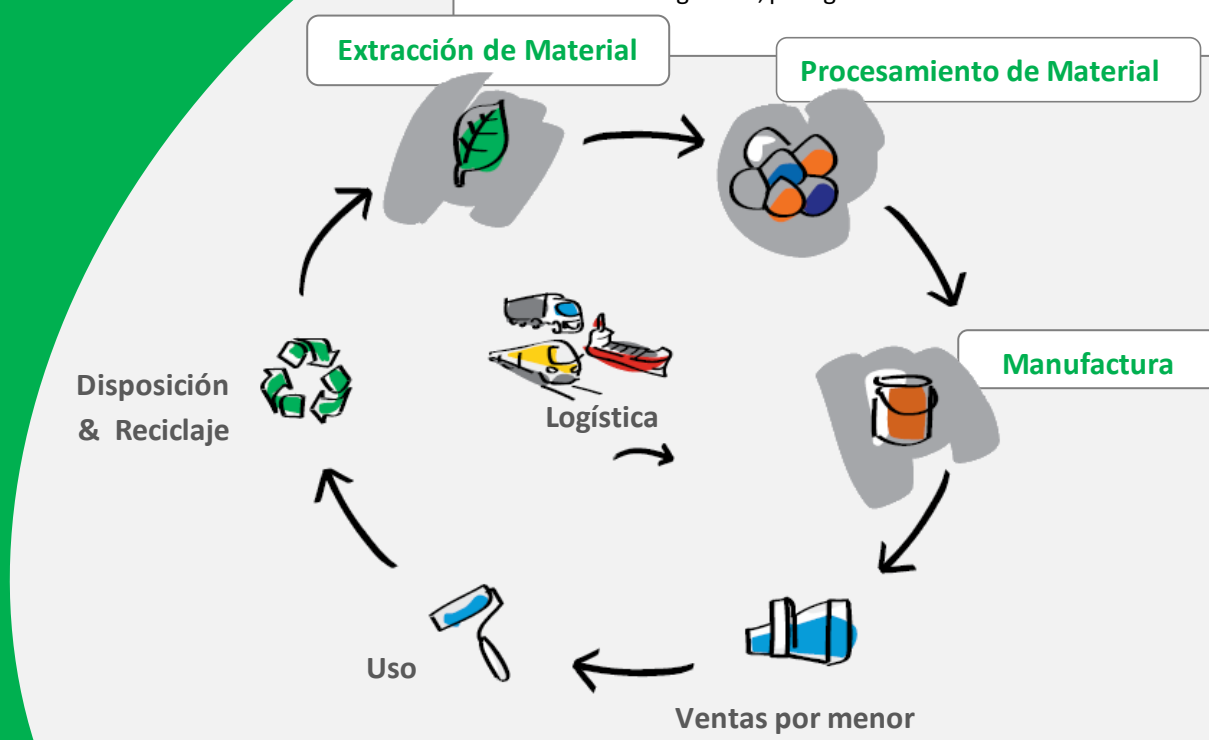 Extracción de Material
Procesamiento de Material
Manufactura
Disposición
& Reciclaje
Logística
Uso
Ventas por menor